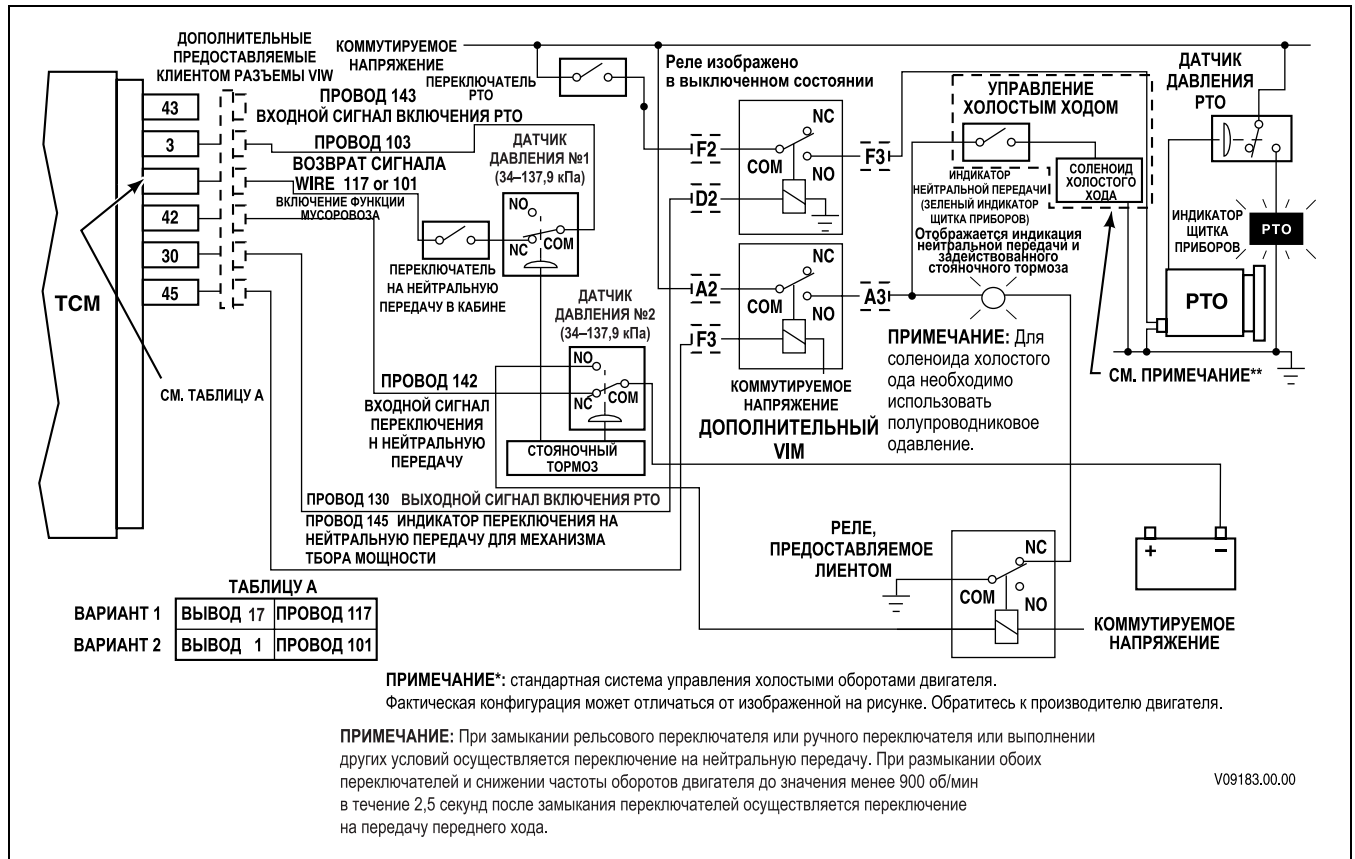 ДОПОЛНИТЕЛЬНЫЕ
ПРЕДОСТАВЛЯЕМЫЕ
КЛИЕНТОМ РАЗЪЕМЫ VIW
КОММУТИРУЕМОЕ
НАПРЯЖЕНИЕ
ПЕРЕКЛЮЧАТЕЛЬ
PTO
Реле изображено
в выключенном состоянии
ДАТЧИК
ДАВЛЕНИЯ
PTO
УПРАВЛЕНИЕ
ХОЛОСТЫМ ХОДОМ
СОЛЕНОИД
ХОЛОСТОГО
ХОДА
TCM
43
3
42
30
45
ПРОВОД 143
ВХОДНОЙ СИГНАЛ ВКЛЮЧЕНИЯ PTO
ПРОВОД 103
ВОЗВРАТ СИГНАЛА
WIRE 117 or 101
ВКЛЮЧЕНИЕ ФУНКЦИИ
МУСОРОВОЗА
ДАТЧИК
ДАВЛЕНИЯ №1
(34–137,9 кПа)
NO
NC
COM
ПЕРЕКЛЮЧАТЕЛЬ
НА НЕЙТРАЛЬНУЮ
ПЕРЕДАЧУ В КАБИНЕ
ДАТЧИК
ДАВЛЕНИЯ №2
(34–137,9 кПа)
NO
NC
COM
СТОЯНОЧНЫЙ
ТОРМОЗ
F2
D2
NC
COM
NO
F3
A2
F3
NC
COM
NO
A3
КОММУТИРУЕМОЕ
НАПРЯЖЕНИЕ
ДОПОЛНИТЕЛЬНЫЙ
VIM
ИНДИКАТОР
НЕЙТРАЛЬНОЙ ПЕРЕДАЧИ
(ЗЕЛЕНЫЙ ИНДИКАТОР
ЩИТКА ПРИБОРОВ)
Отображается индикация
нейтральной передачи и
задействованного
стояночного тормоза
ИНДИКАТОР
ЩИТКА
ПРИБОРОВ
PTO
PTO
ПРИМЕЧАНИЕ: Для
соленоида холостого
ода необходимо
использовать
полупроводниковое
одавление.
СМ. ПРИМЕЧАНИЕ**
СМ. ТАБЛИЦУ А
ПРОВОД 142
ВХОДНОЙ СИГНАЛ
ПЕРЕКЛЮЧЕНИЯ
Н НЕЙТРАЛЬНУЮ
ПЕРЕДАЧУ
ПРОВОД 130 ВЫХОДНОЙ СИГНАЛ ВКЛЮЧЕНИЯ PTO
ПРОВОД 145 ИНДИКАТОР ПЕРЕКЛЮЧЕНИЯ НА
НЕЙТРАЛЬНУЮ ПЕРЕДАЧУ ДЛЯ МЕХАНИЗМА
ТБОРА МОЩНОСТИ
РЕЛЕ,
ПРЕДОСТАВЛЯЕМОЕ
ЛИЕНТОМ
NC
COM
NO
КОММУТИРУЕМОЕ
НАПРЯЖЕНИЕ
+ −
ТАБЛИЦУ А
ВАРИАНТ 1 ВЫВОД 17 ПРОВОД 117
ВАРИАНТ 2 ВЫВОД 1 ПРОВОД 101
ПРИМЕЧАНИЕ*: стандартная система управления холостыми оборотами двигателя.
Фактическая конфигурация может отличаться от изображенной на рисунке. Обратитесь к производителю двигателя.
ПРИМЕЧАНИЕ: При замыкании рельсового переключателя или ручного переключателя или выполнении
других условий осуществляется переключение на нейтральную передачу. При размыкании обоих
переключателей и снижении частоты оборотов двигателя до значения менее 900 об/мин
в течение 2,5 секунд после замыкания переключателей осуществляется переключение
на передачу переднего хода.
V09183.00.00